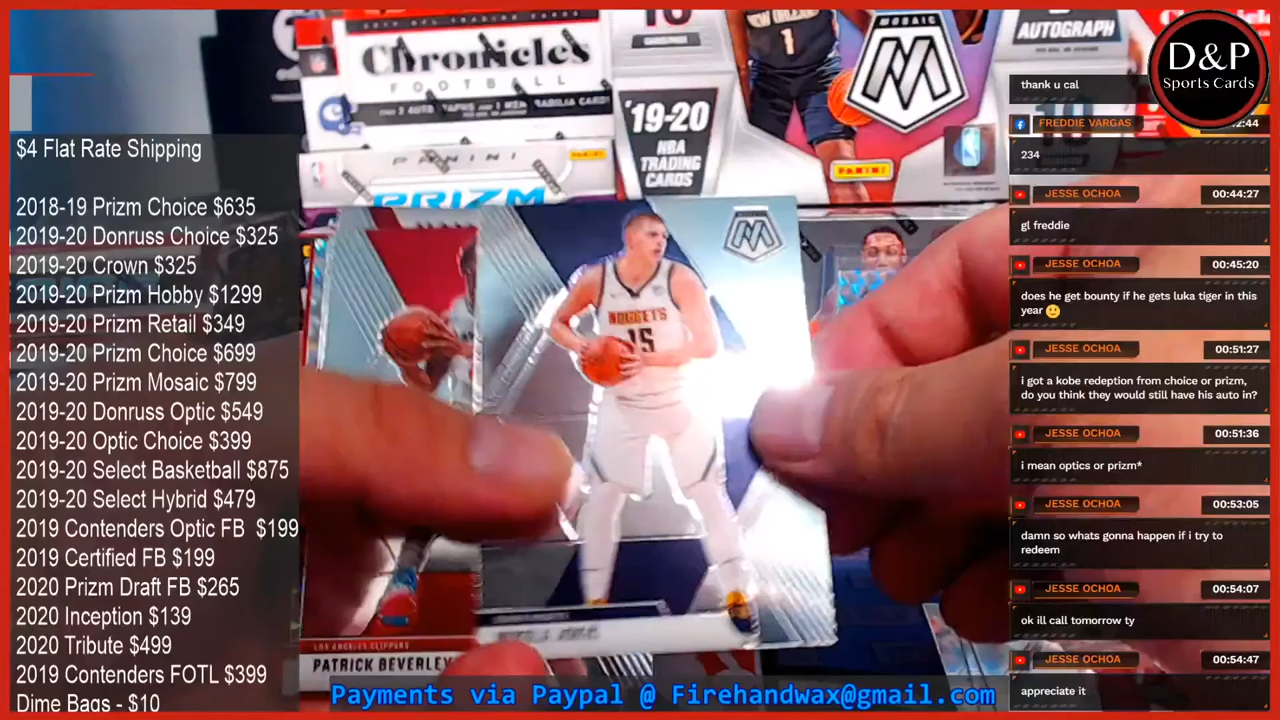 $4 Flat Rate Shipping
2018-19 Prizm Choice $635
2019-20 Donruss Choice $325
2019-20 Crown $325
2019-20 Prizm Hobby $1299
2019-20 Prizm Retail $349
2019-20 Prizm Choice $699
2019-20 Prizm Mosaic $799
2019-20 Donruss Optic $549
2019-20 Optic Choice $399
2019-20 Select Basketball $875
2019-20 Select Hybrid $479
2019 Contenders Optic FB $199
2019 Certified FB $199
2020 Prizm Draft FB $265
2020 Inception $139
2020 Tribute $499
2019 Contenders FOTL $399
Dime Bags - $10
Chronicles
FOOTBALL
PANINI
PRIZM
'19-20
NBA
TRADING
CARDS
NEW ORLEANS
1
MOSAIC
PANINI
AUTOGRAPH
NUGGETS
15
LOS ANGELES CLIPPERS
PATRICK BEVERLEY
Payments via Paypal @ Firehandwax@gmail.com
D&P
Sports Cards
thank u cal
FREDDIE VARGAS
234
JESSE OCHOA 00:44:27
gl freddie
JESSE OCHOA 00:45:20
does he get bounty if he gets luka tiger in this
year 🙂
JESSE OCHOA 00:51:27
i got a kobe redeption from choice or prizm,
do you think they would still have his auto in?
JESSE OCHOA 00:51:36
i mean optics or prizm*
JESSE OCHOA 00:53:05
damn so whats gonna happen if i try to
redeem
JESSE OCHOA 00:54:07
ok ill call tomorrow ty
JESSE OCHOA 00:54:47
appreciate it